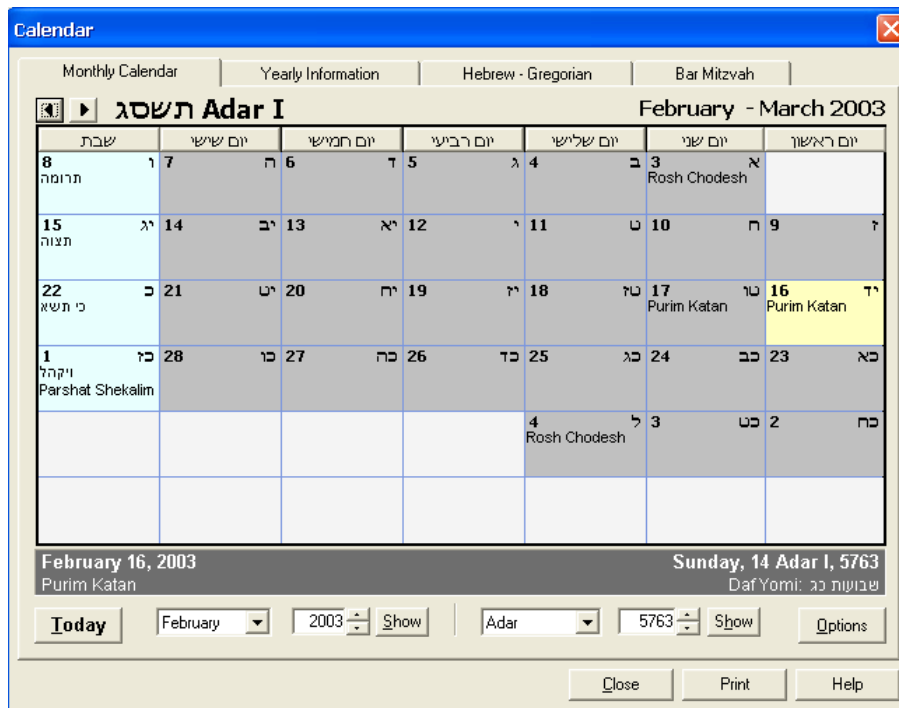 Calendar
Monthly Calendar
Yearly Information
Hebrew - Gregorian
Bar Mitzvah
תשסג Adar I
February - March 2003
יום ראשון
יום שני
יום שלישי
יום רביעי
יום חמישי
יום שישי
שבת
3 א
Rosh Chodesh
4 ב
5 ג
6 ד
7 ה
8 ו
תרומה
9 ז
10 ח
11 ט
12 י
13 יא
14 יב
15 יג
תצוה
16 יד
Purim Katan
17 טו
Purim Katan
18 טז
19 יז
20 יח
21 יט
22 כ
כי תשא
23 כא
24 כב
25 כג
26 כד
27 כה
28 כו
1 כז
ויקהל
Parshat Shekalim
2 כח
3 כט
4 ל
Rosh Chodesh
February 16, 2003
Sunday, 14 Adar I, 5763
Purim Katan
Daf Yomi: שבועות כג
Today
February
2003
Show
Adar
5763
Show
Options
Close
Print
Help